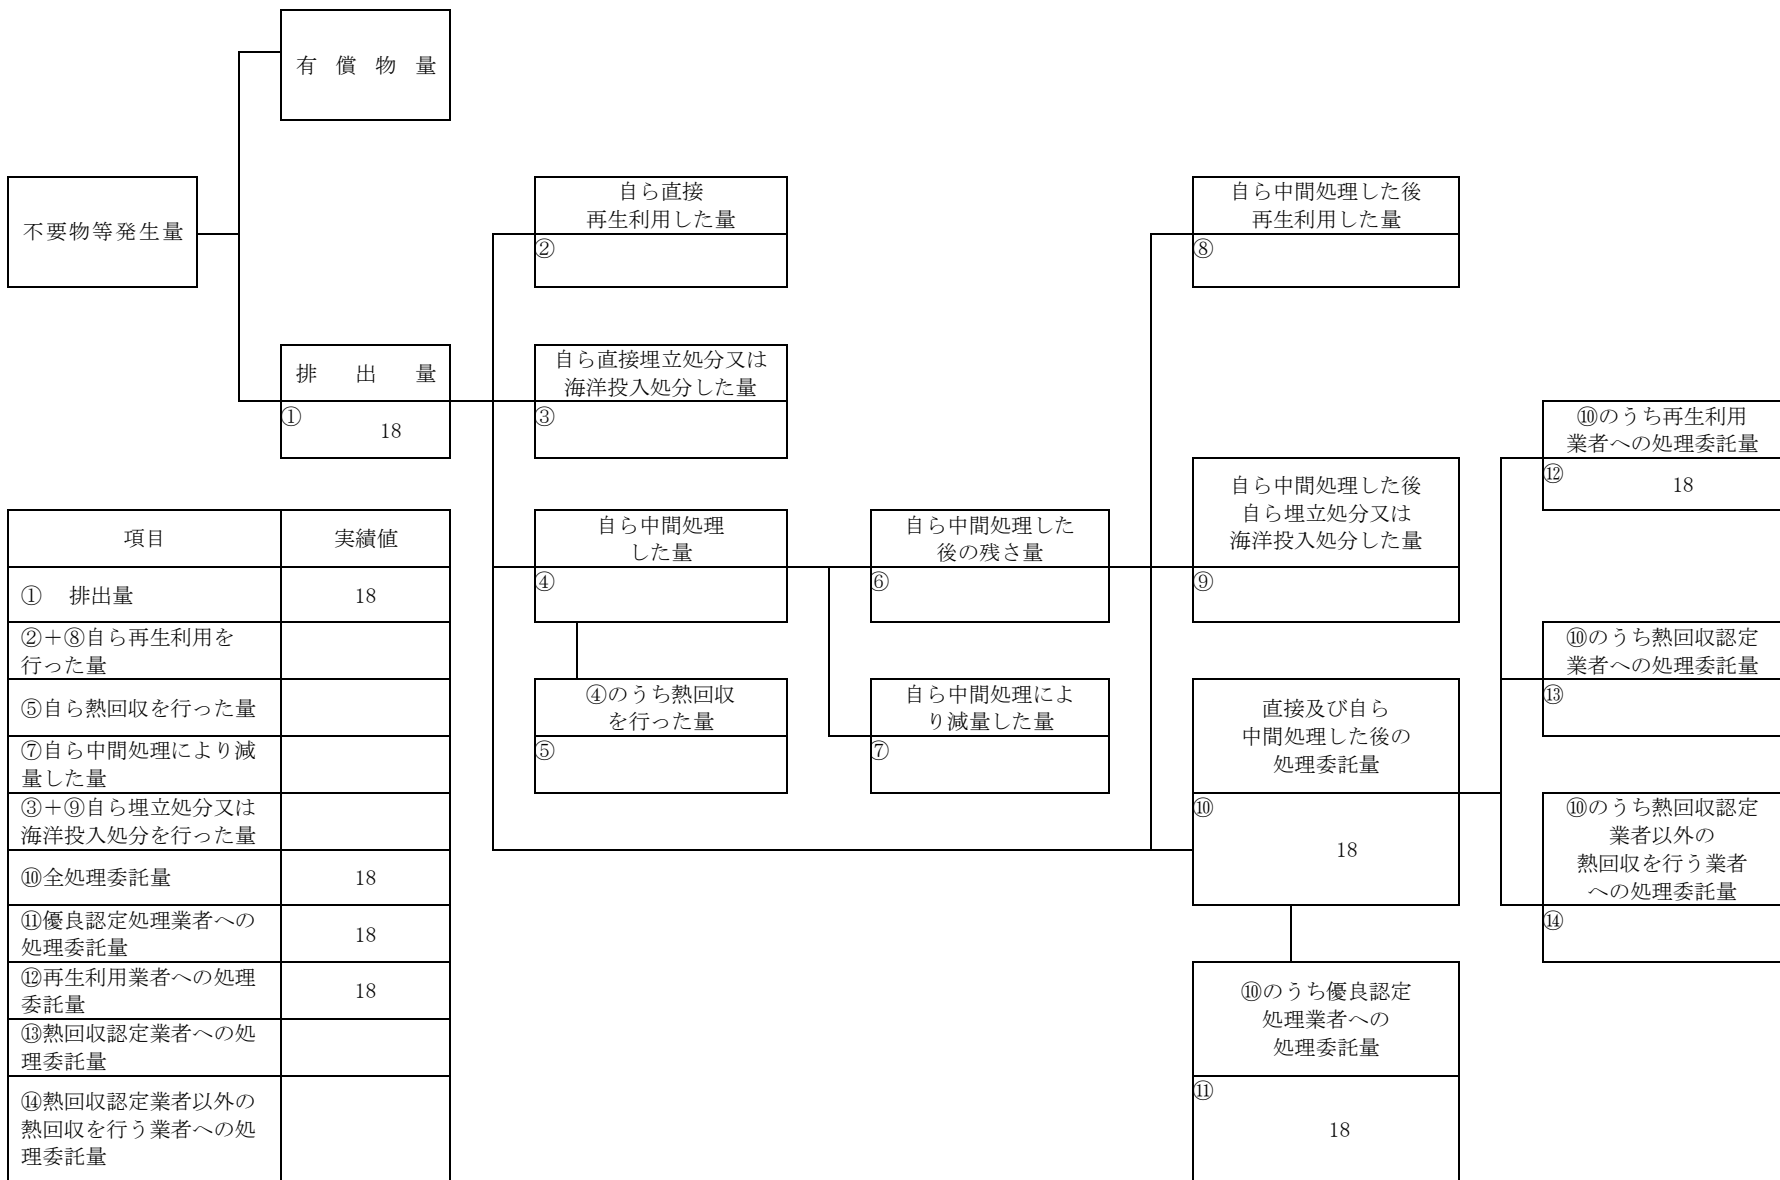 有償物量
不要物等発生量
自ら直接
再生利用した量
②
自ら中間処理した後
再生利用した量
⑧
排出量
①
18
自ら直接埋立処分又は
海洋投入処分した量
③
⑩のうち再生利用
業者への処理委託量
⑫
18
自ら中間処理
した量
④
自ら中間処理した
後の残さ量
⑥
自ら中間処理した後
自ら埋立処分又は
海洋投入処分した量
⑨
⑩のうち熱回収認定
業者への処理委託量
⑬
④のうち熱回収
を行った量
⑤
自ら中間処理によ
り減量した量
⑦
直接及び自ら
中間処理した後の
処理委託量
⑩
18
⑩のうち熱回収認定
業者以外の
熱回収を行う業者
への処理委託量
⑭
⑩のうち優良認定
処理業者への
処理委託量
⑪
18
項目 実績値
① 排出量 18
②+⑧自ら再生利用を
行った量
⑤自ら熱回収を行った量
⑦自ら中間処理により減
量した量
③+⑨自ら埋立処分又は
海洋投入処分を行った量
⑩全処理委託量 18
⑪優良認定処理業者への
処理委託量 18
⑫再生利用業者への処理
委託量 18
⑬熱回収認定業者への処
理委託量
⑭熱回収認定業者以外の
熱回収を行う業者への処
理委託量